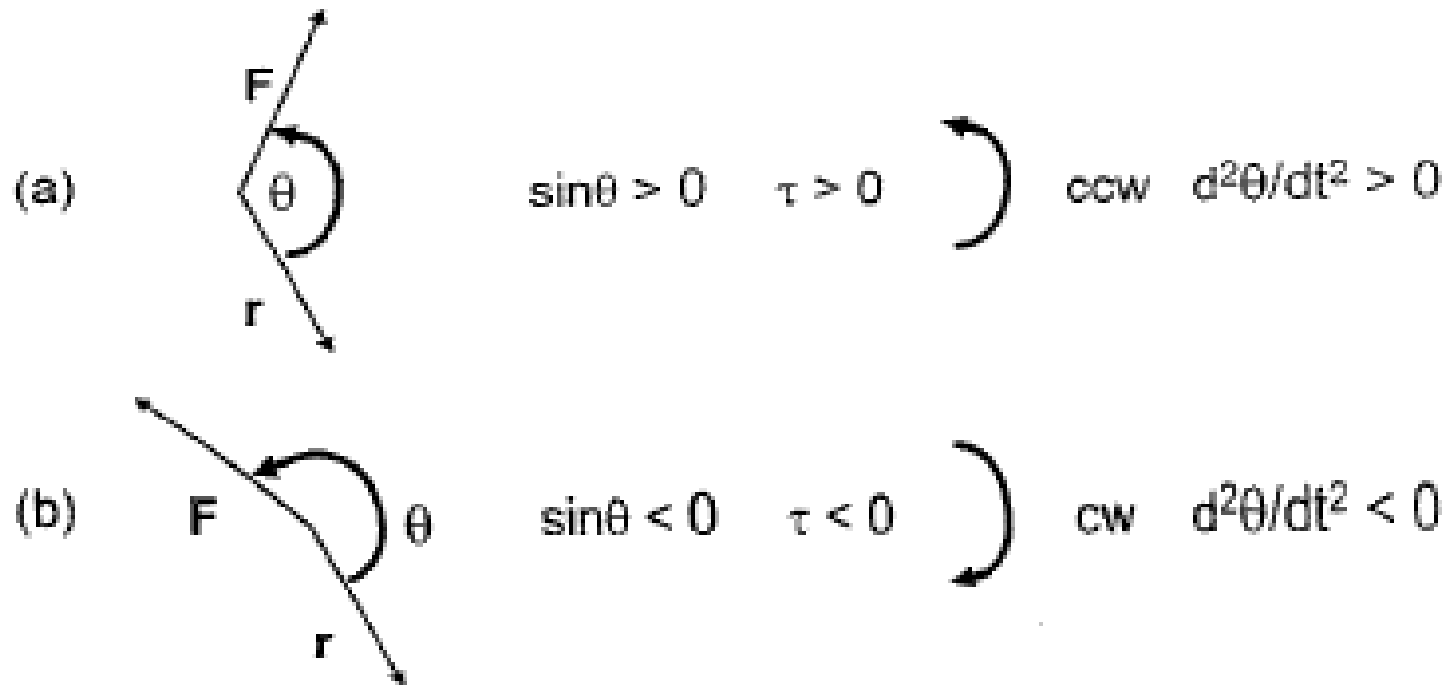 F
(a) θ sinθ > 0 τ > 0 ccw d²θ/dt² > 0
r
(b) F θ sinθ < 0 τ < 0 cw d²θ/dt² < 0
r